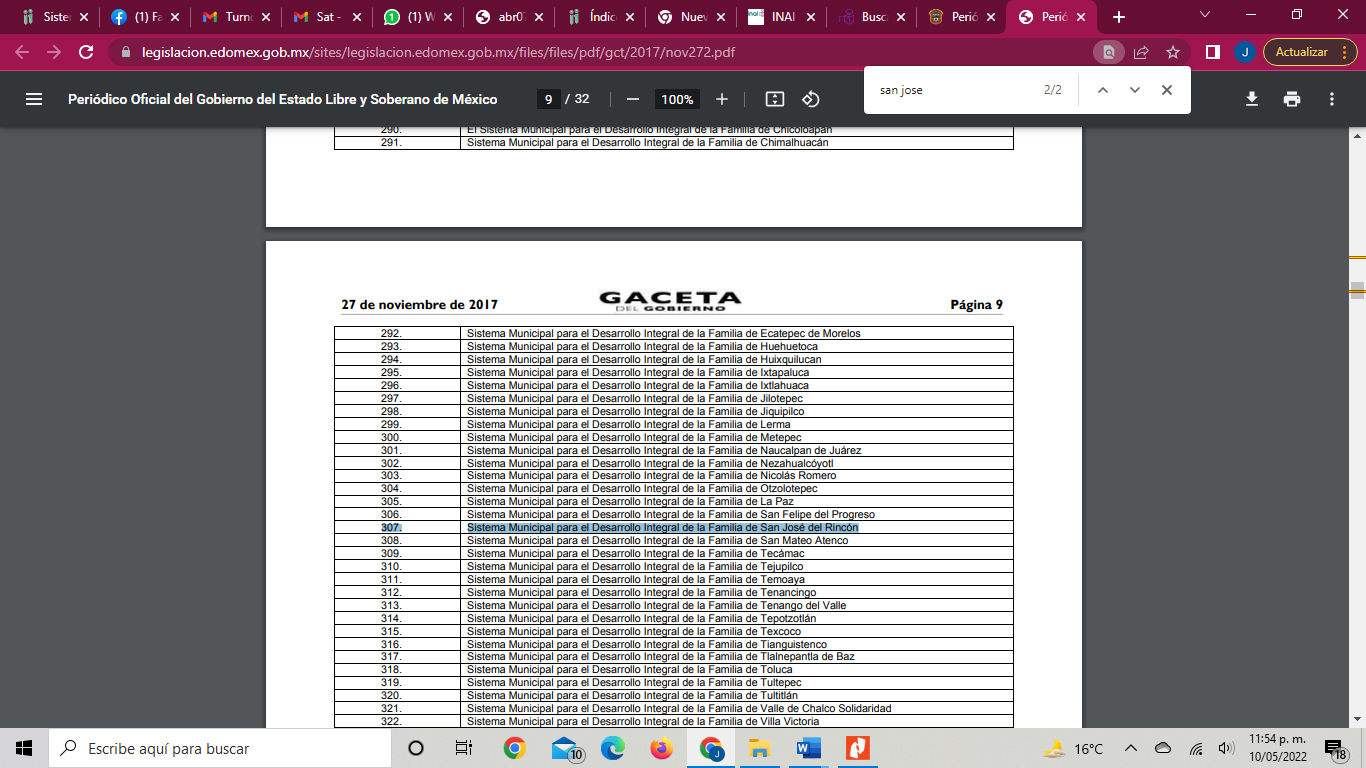 Siste
(1) Fa
Turno
Sat -
(1) W
abr07
Índice
Nuev
INAI
Busca
Perió
Perió
legislacion.edomex.gob.mx/sites/legislacion.edomex.gob.mx/files/files/pdf/gct/2017/nov272.pdf
J
Actualizar
Periódico Oficial del Gobierno del Estado Libre y Soberano de México
9 / 32
100%
san jose
2/2
290. El Sistema Municipal para el Desarrollo Integral de la Familia de Chicoloapan
291. Sistema Municipal para el Desarrollo Integral de la Familia de Chimalhuacán
27 de noviembre de 2017
GACETA
DEL GOBIERNO
Página 9
292. Sistema Municipal para el Desarrollo Integral de la Familia de Ecatepec de Morelos
293. Sistema Municipal para el Desarrollo Integral de la Familia de Huehuetoca
294. Sistema Municipal para el Desarrollo Integral de la Familia de Huixquilucan
295. Sistema Municipal para el Desarrollo Integral de la Familia de Ixtapaluca
296. Sistema Municipal para el Desarrollo Integral de la Familia de Ixtlahuaca
297. Sistema Municipal para el Desarrollo Integral de la Familia de Jilotepec
298. Sistema Municipal para el Desarrollo Integral de la Familia de Jiquipilco
299. Sistema Municipal para el Desarrollo Integral de la Familia de Lerma
300. Sistema Municipal para el Desarrollo Integral de la Familia de Metepec
301. Sistema Municipal para el Desarrollo Integral de la Familia de Naucalpan de Juárez
302. Sistema Municipal para el Desarrollo Integral de la Familia de Nezahualcóyotl
303. Sistema Municipal para el Desarrollo Integral de la Familia de Nicolás Romero
304. Sistema Municipal para el Desarrollo Integral de la Familia de Otzolotepec
305. Sistema Municipal para el Desarrollo Integral de la Familia de La Paz
306. Sistema Municipal para el Desarrollo Integral de la Familia de San Felipe del Progreso
307. Sistema Municipal para el Desarrollo Integral de la Familia de San José del Rincón
308. Sistema Municipal para el Desarrollo Integral de la Familia de San Mateo Atenco
309. Sistema Municipal para el Desarrollo Integral de la Familia de Tecámac
310. Sistema Municipal para el Desarrollo Integral de la Familia de Tejupilco
311. Sistema Municipal para el Desarrollo Integral de la Familia de Temoaya
312. Sistema Municipal para el Desarrollo Integral de la Familia de Tenancingo
313. Sistema Municipal para el Desarrollo Integral de la Familia de Tenango del Valle
314. Sistema Municipal para el Desarrollo Integral de la Familia de Tepotzotlán
315. Sistema Municipal para el Desarrollo Integral de la Familia de Texcoco
316. Sistema Municipal para el Desarrollo Integral de la Familia de Tianguistenco
317. Sistema Municipal para el Desarrollo Integral de la Familia de Tlalnepantla de Baz
318. Sistema Municipal para el Desarrollo Integral de la Familia de Toluca
319. Sistema Municipal para el Desarrollo Integral de la Familia de Tultepec
320. Sistema Municipal para el Desarrollo Integral de la Familia de Tultitlán
321. Sistema Municipal para el Desarrollo Integral de la Familia de Valle de Chalco Solidaridad
322. Sistema Municipal para el Desarrollo Integral de la Familia de Villa Victoria
Escribe aquí para buscar
10
J
16°C
11:54 p. m.
10/05/2022
18